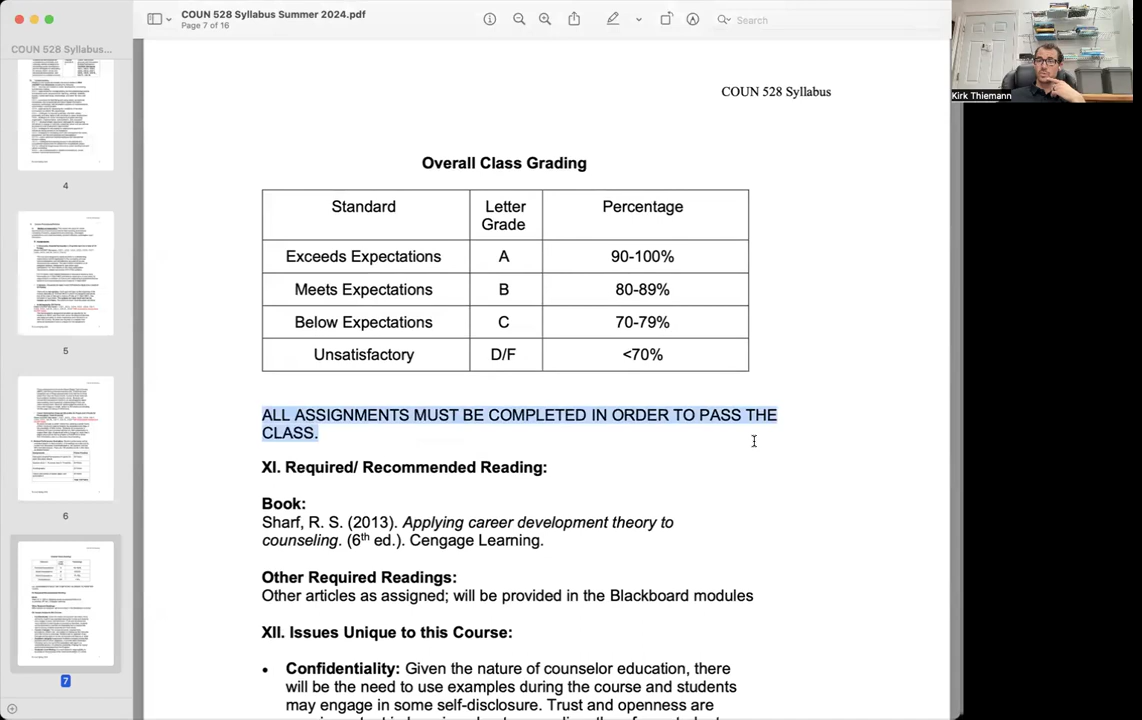 COUN 528 Syllabus Summer 2024.pdf
Page 7 of 16
Search
COUN 528 Syllabus...
4
5
6
7
Kirk Thiemann
COUN 528 Syllabus
Overall Class Grading
Standard Letter Grade Percentage
Exceeds Expectations A 90-100%
Meets Expectations B 80-89%
Below Expectations C 70-79%
Unsatisfactory D/F <70%
ALL ASSIGNMENTS MUST BE COMPLETED IN ORDER TO PASS THE
CLASS.
XI. Required/ Recommended Reading:
Book:
Sharf, R. S. (2013). Applying career development theory to
counseling. (6th ed.). Cengage Learning.
Other Required Readings:
Other articles as assigned; will be provided in the Blackboard modules
XII. Issues Unique to this Course:
• Confidentiality: Given the nature of counselor education, there
will be the need to use examples during the course and students
may engage in some self-disclosure. Trust and openness are